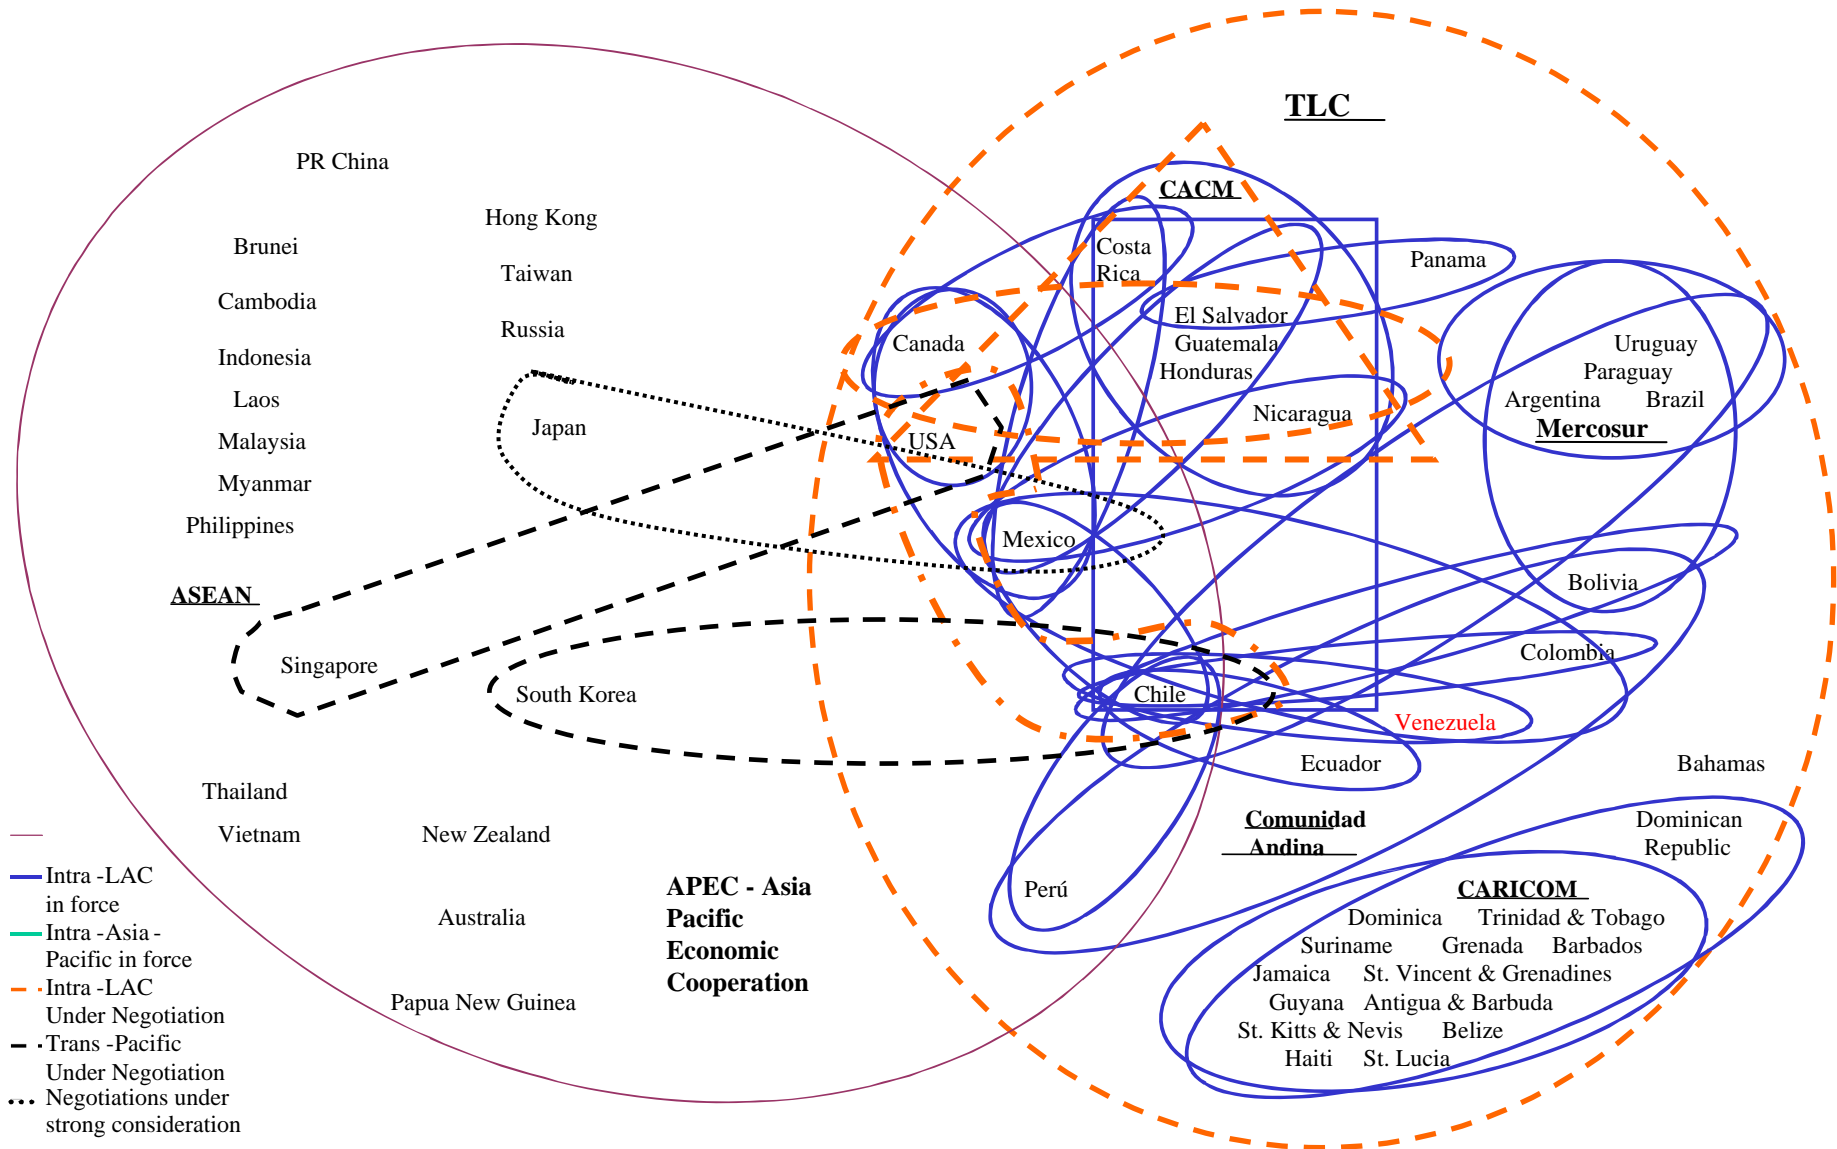 TLC
PR China
CACM
Hong Kong
Brunei
Costa
Rica
Panama
Taiwan
Cambodia
El Salvador
Russia
Canada
Guatemala
Uruguay
Indonesia
Honduras
Paraguay
Laos
Argentina
Brazil
Nicaragua
Japan
Mercosur
Malaysia
USA
Myanmar
Philippines
Mexico
Bolivia
ASEAN
Colombia
Singapore
South Korea
Chile
Venezuela
Ecuador
Bahamas
Thailand
Vietnam
New Zealand
Comunidad
Andina
Dominican
Republic
Perú
APEC - Asia
Pacific
Economic
Cooperation
Australia
Papua New Guinea
CARICOM
Dominica Trinidad & Tobago
Suriname Grenada Barbados
Jamaica St. Vincent & Grenadines
Guyana Antigua & Barbuda
St. Kitts & Nevis Belize
Haiti St. Lucia
Intra -LAC
in force
Intra -Asia -
Pacific in force
Intra -LAC
Under Negotiation
Trans -Pacific
Under Negotiation
Negotiations under
strong consideration